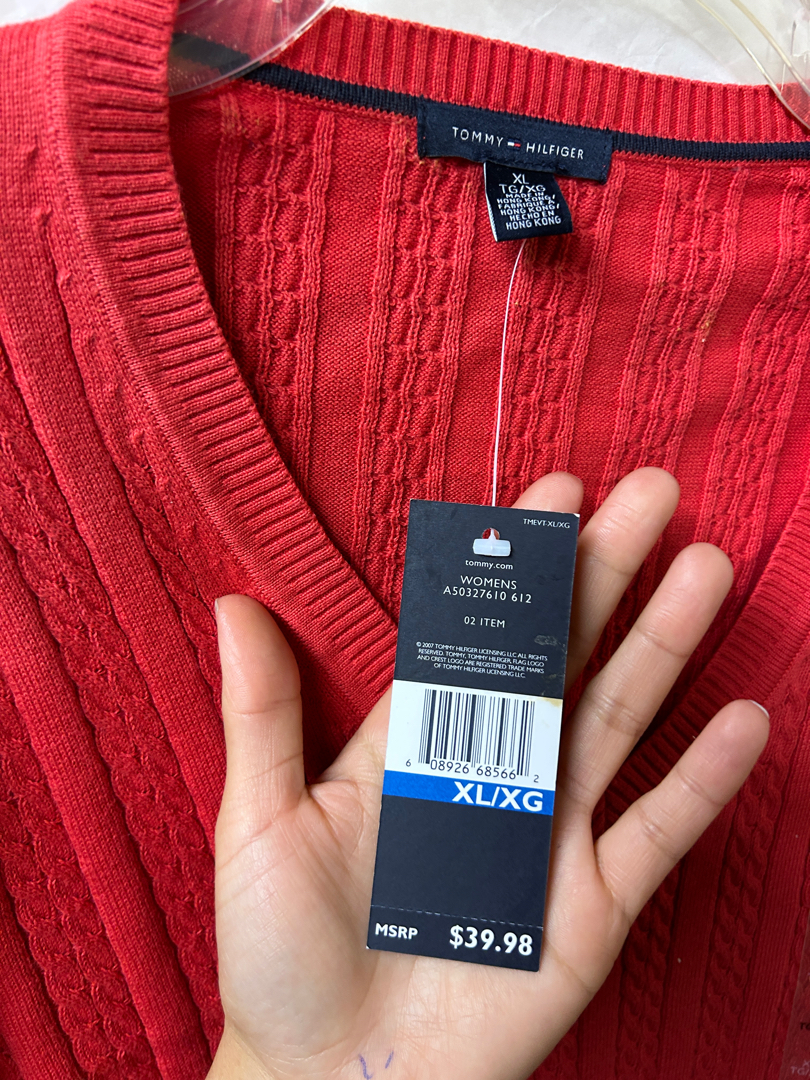 TOMMY HILFIGER
XL
TG/XG
MADE IN
HONG KONG/
FABRIQUÉ À
HONG KONG/
HECHO EN
HONG KONG
TMEVT-XL/XG
tommy.com
WOMENS
A50327610 612
02 ITEM
© 2007 TOMMY HILFIGER LICENSING LLC ALL RIGHTS
RESERVED. TOMMY, TOMMY HILFIGER, FLAG LOGO
AND CREST LOGO ARE REGISTERED TRADE MARKS
OF TOMMY HILFIGER LICENSING LLC.
6 08926 68566 2
XL/XG
MSRP $39.98